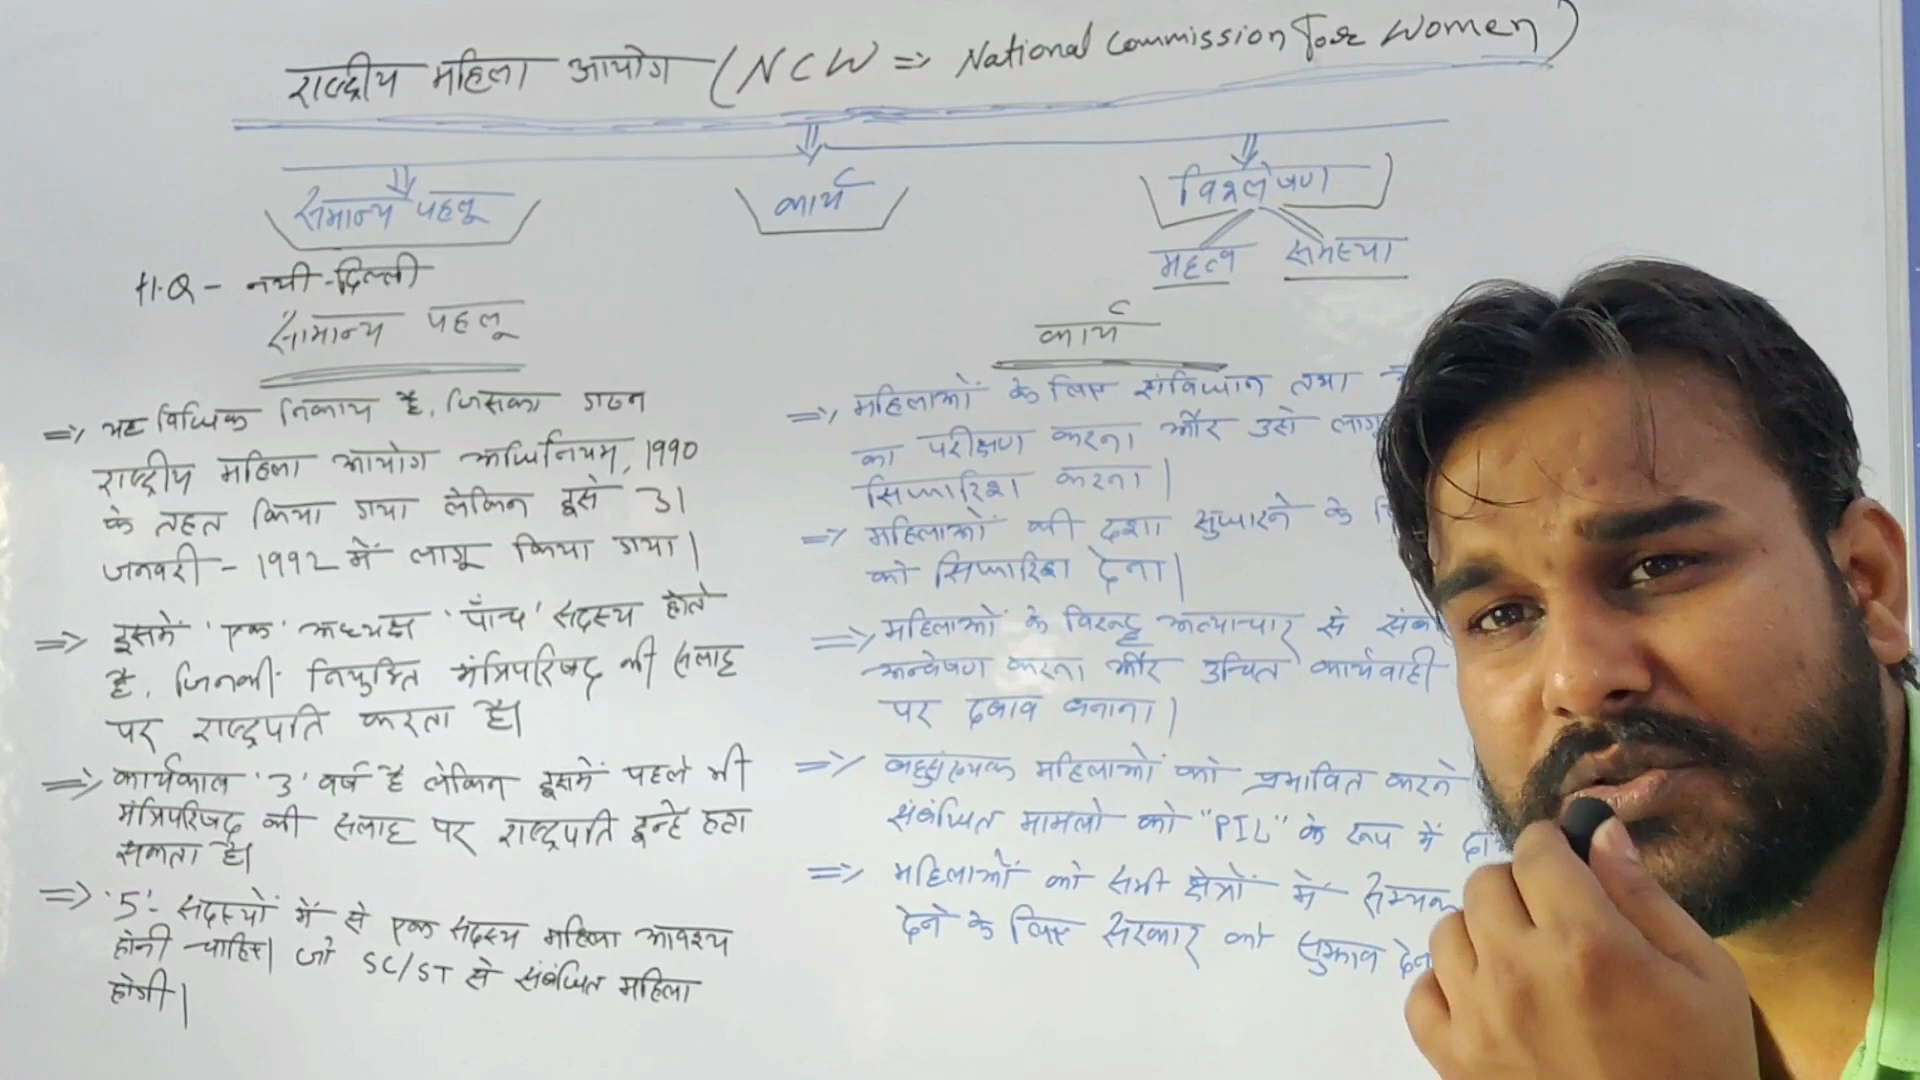 राष्ट्रीय महिला आयोग (NCW => National Commission For Women)
सामान्य पहलू
कार्य
विश्लेषण
महत्व समस्या
H.Q - नयी-दिल्ली
सामान्य पहलू
=> यह विधिक निकाय है, जिसका गठन
राष्ट्रीय महिला आयोग अधिनियम, 1990
के तहत किया गया लेकिन इसे 31
जनवरी - 1992 में लागू किया गया।
=> इसमें 'एक' अध्यक्ष 'पाँच' सदस्य होते
है, जिनकी नियुक्ति मंत्रिपरिषद की सलाह
पर राष्ट्रपति करता है।
=> कार्यकाल '3' वर्ष है लेकिन इसमें पहले भी
मंत्रिपरिषद की सलाह पर राष्ट्रपति इन्हे हटा
सकता है।
=> '5'- सदस्यों में से एक सदस्य महिला अवश्य
होनी चाहिए। जो SC/ST से संबंधित महिला
होगी।
कार्य
=> महिलाओं के लिए संविधान तथा
का परीक्षण करना और उसे लागू
सिफारिश करना।
=> महिलाओं की दशा सुधारने के
को सिफारिश देना।
=> महिलाओं के विरुद्ध अत्याचार से
अन्वेषण करना और उचित कार्यवाही
पर दबाव बनाना।
=> बहुसंख्यक महिलाओं को प्रभावित करने
संबंधित मामलो को "PIL" के रूप में
=> महिलाओं को सभी क्षेत्रों में
देने के लिए सरकार को सुझाव